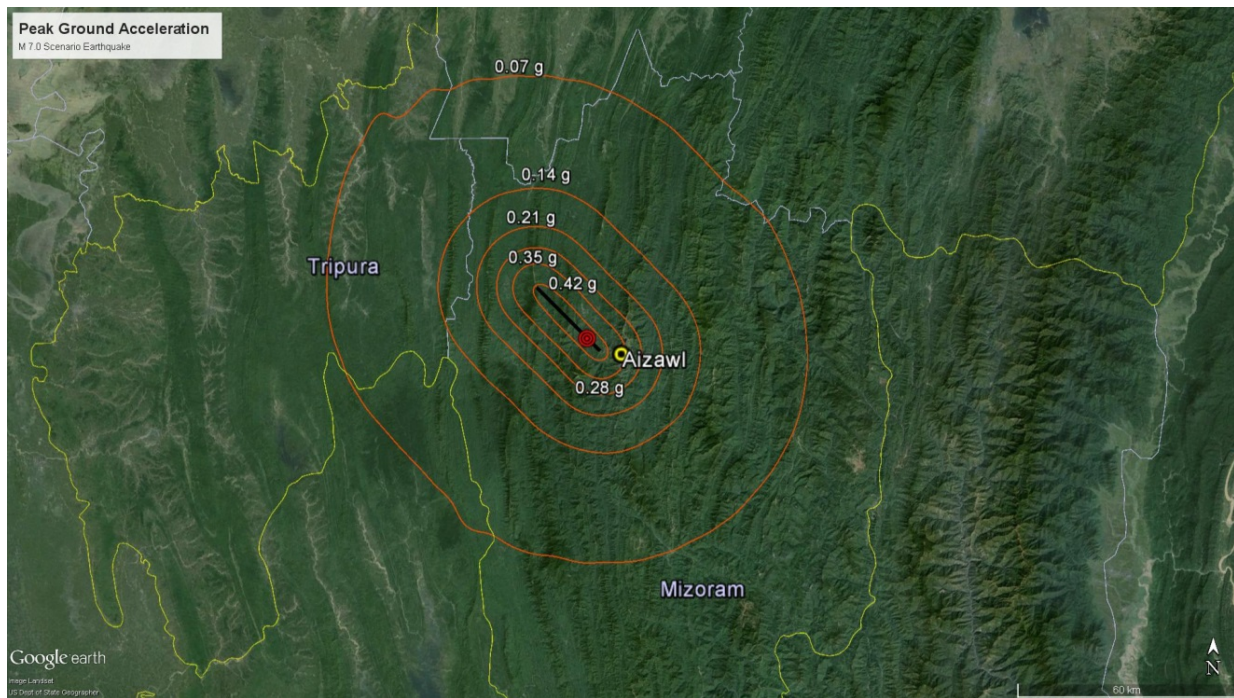 Peak Ground Acceleration
M 7.0 Scenario Earthquake
0.07 g
0.14 g
0.21 g
0.35 g
0.42 g
Tripura
Aizawl
0.28 g
Mizoram
Google earth
Image Landsat
US Dept of State Geographer
N
60 km